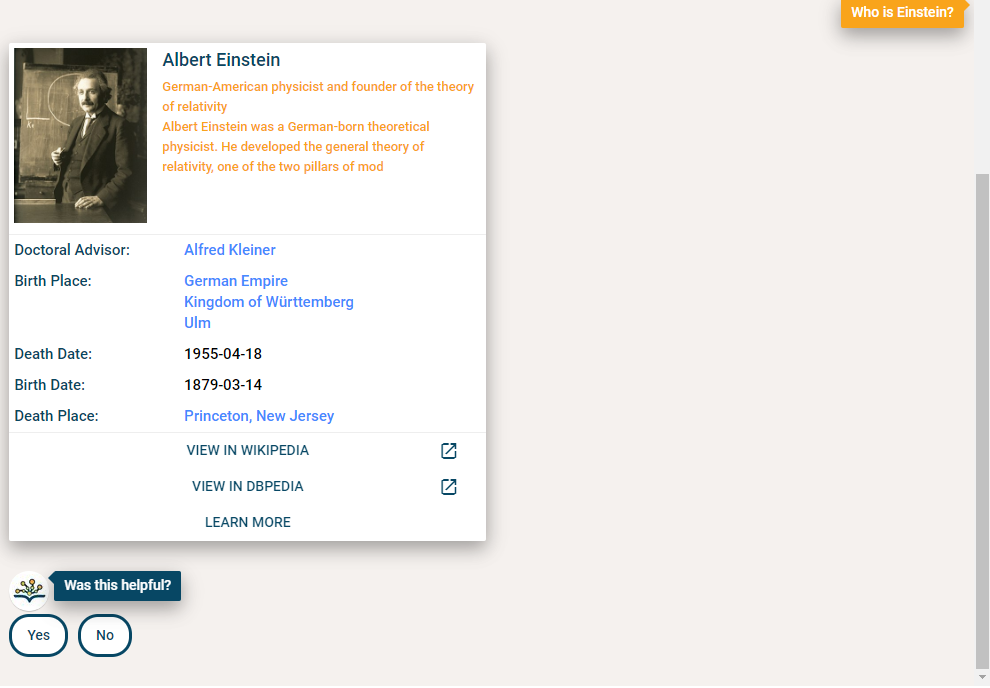 Who is Einstein?
Albert Einstein
German-American physicist and founder of the theory
of relativity
Albert Einstein was a German-born theoretical
physicist. He developed the general theory of
relativity, one of the two pillars of mod
Doctoral Advisor: Alfred Kleiner
Birth Place: German Empire
Kingdom of Württemberg
Ulm
Death Date: 1955-04-18
Birth Date: 1879-03-14
Death Place: Princeton, New Jersey
VIEW IN WIKIPEDIA
VIEW IN DBPEDIA
LEARN MORE
Was this helpful?
Yes No